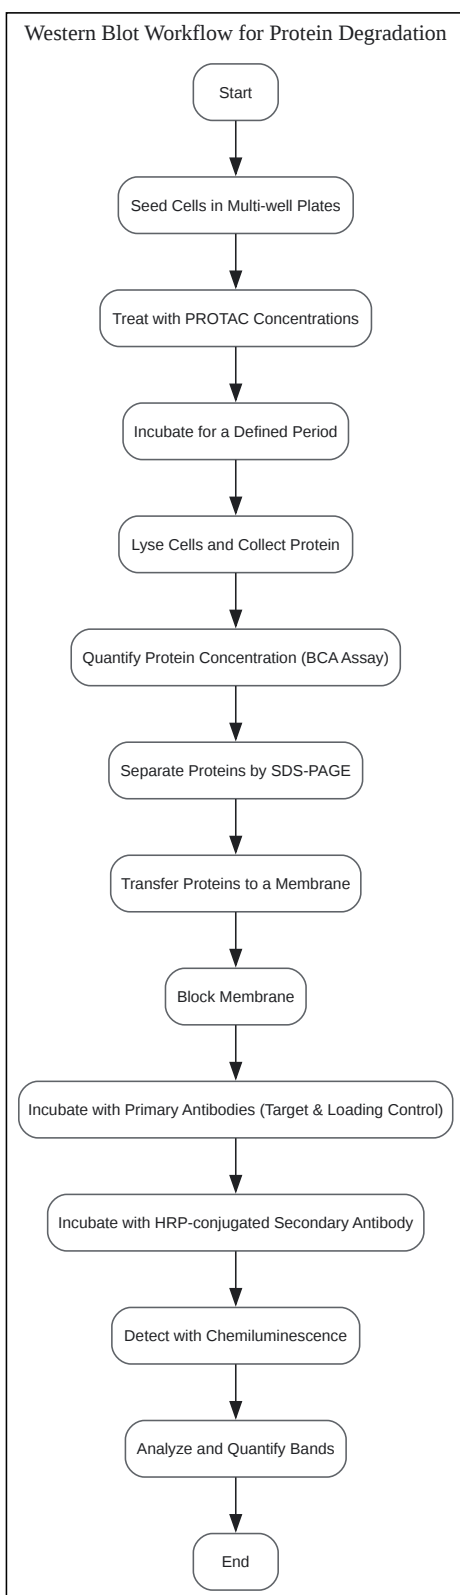 Western Blot Workflow for Protein Degradation
Start
Seed Cells in Multi-well Plates
Treat with PROTAC Concentrations
Incubate for a Defined Period
Lyse Cells and Collect Protein
Quantify Protein Concentration (BCA Assay)
Separate Proteins by SDS-PAGE
Transfer Proteins to a Membrane
Block Membrane
Incubate with Primary Antibodies (Target & Loading Control)
Incubate with HRP-conjugated Secondary Antibody
Detect with Chemiluminescence
Analyze and Quantify Bands
End